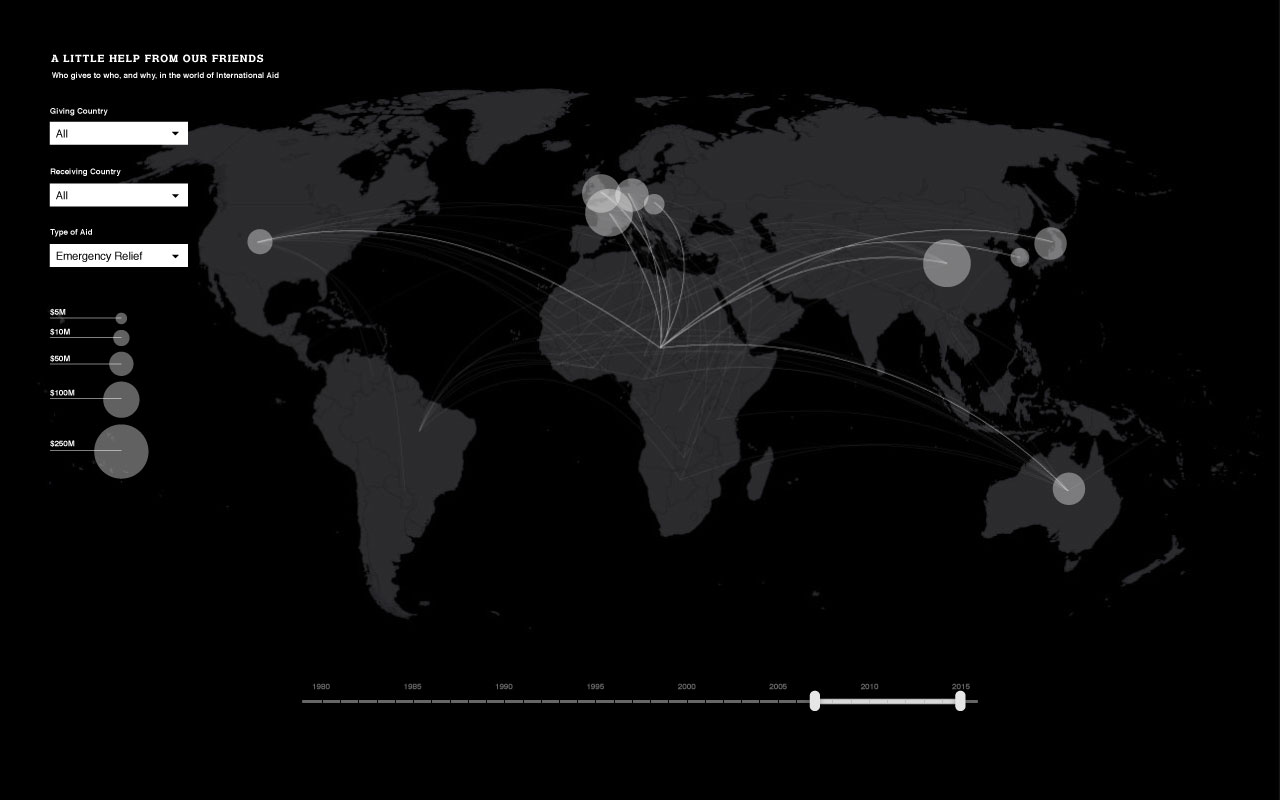 A LITTLE HELP FROM OUR FRIENDS
Who gives to who, and why, in the world of International Aid
Giving Country
All
Receiving Country
All
Type of Aid
Emergency Relief
$5M
$10M
$50M
$100M
$250M
1980 1985 1990 1995 2000 2005 2010 2015